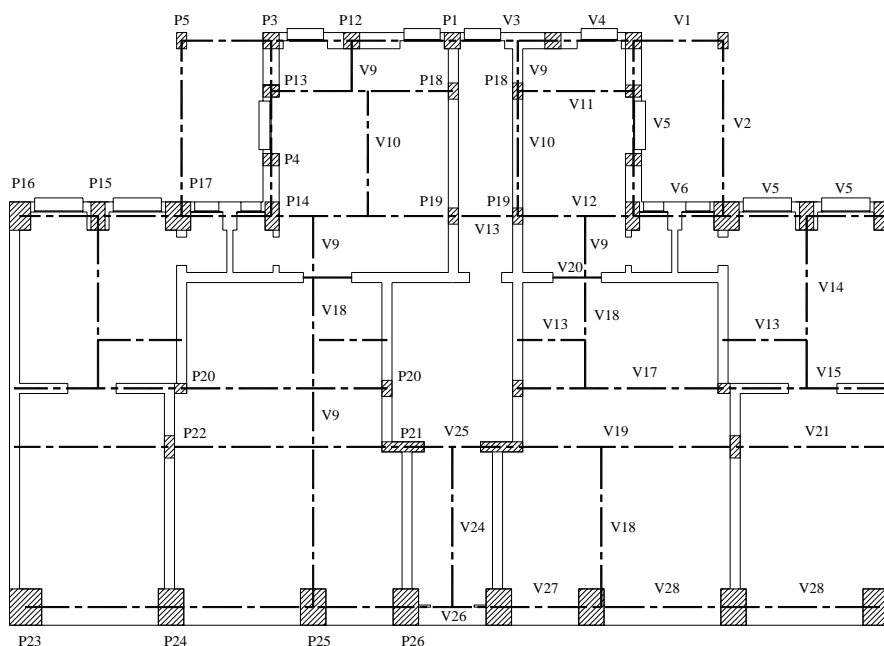 P5 P3 P12 P1 V3 V4 V1
V9 V9
P13 P18 P18
V11
V10 V10 V5 V2
P4
P16 P15 P17 V6 V5 V5
P14 P19 P19 V12
V13
V9 V9
V20
V18 V18 V14
V13 V13
P20 P20 V17 V15
V9
P22 P21 V25 V19 V21
V24 V18
V27 V28 V28
V26
P23 P24 P25 P26